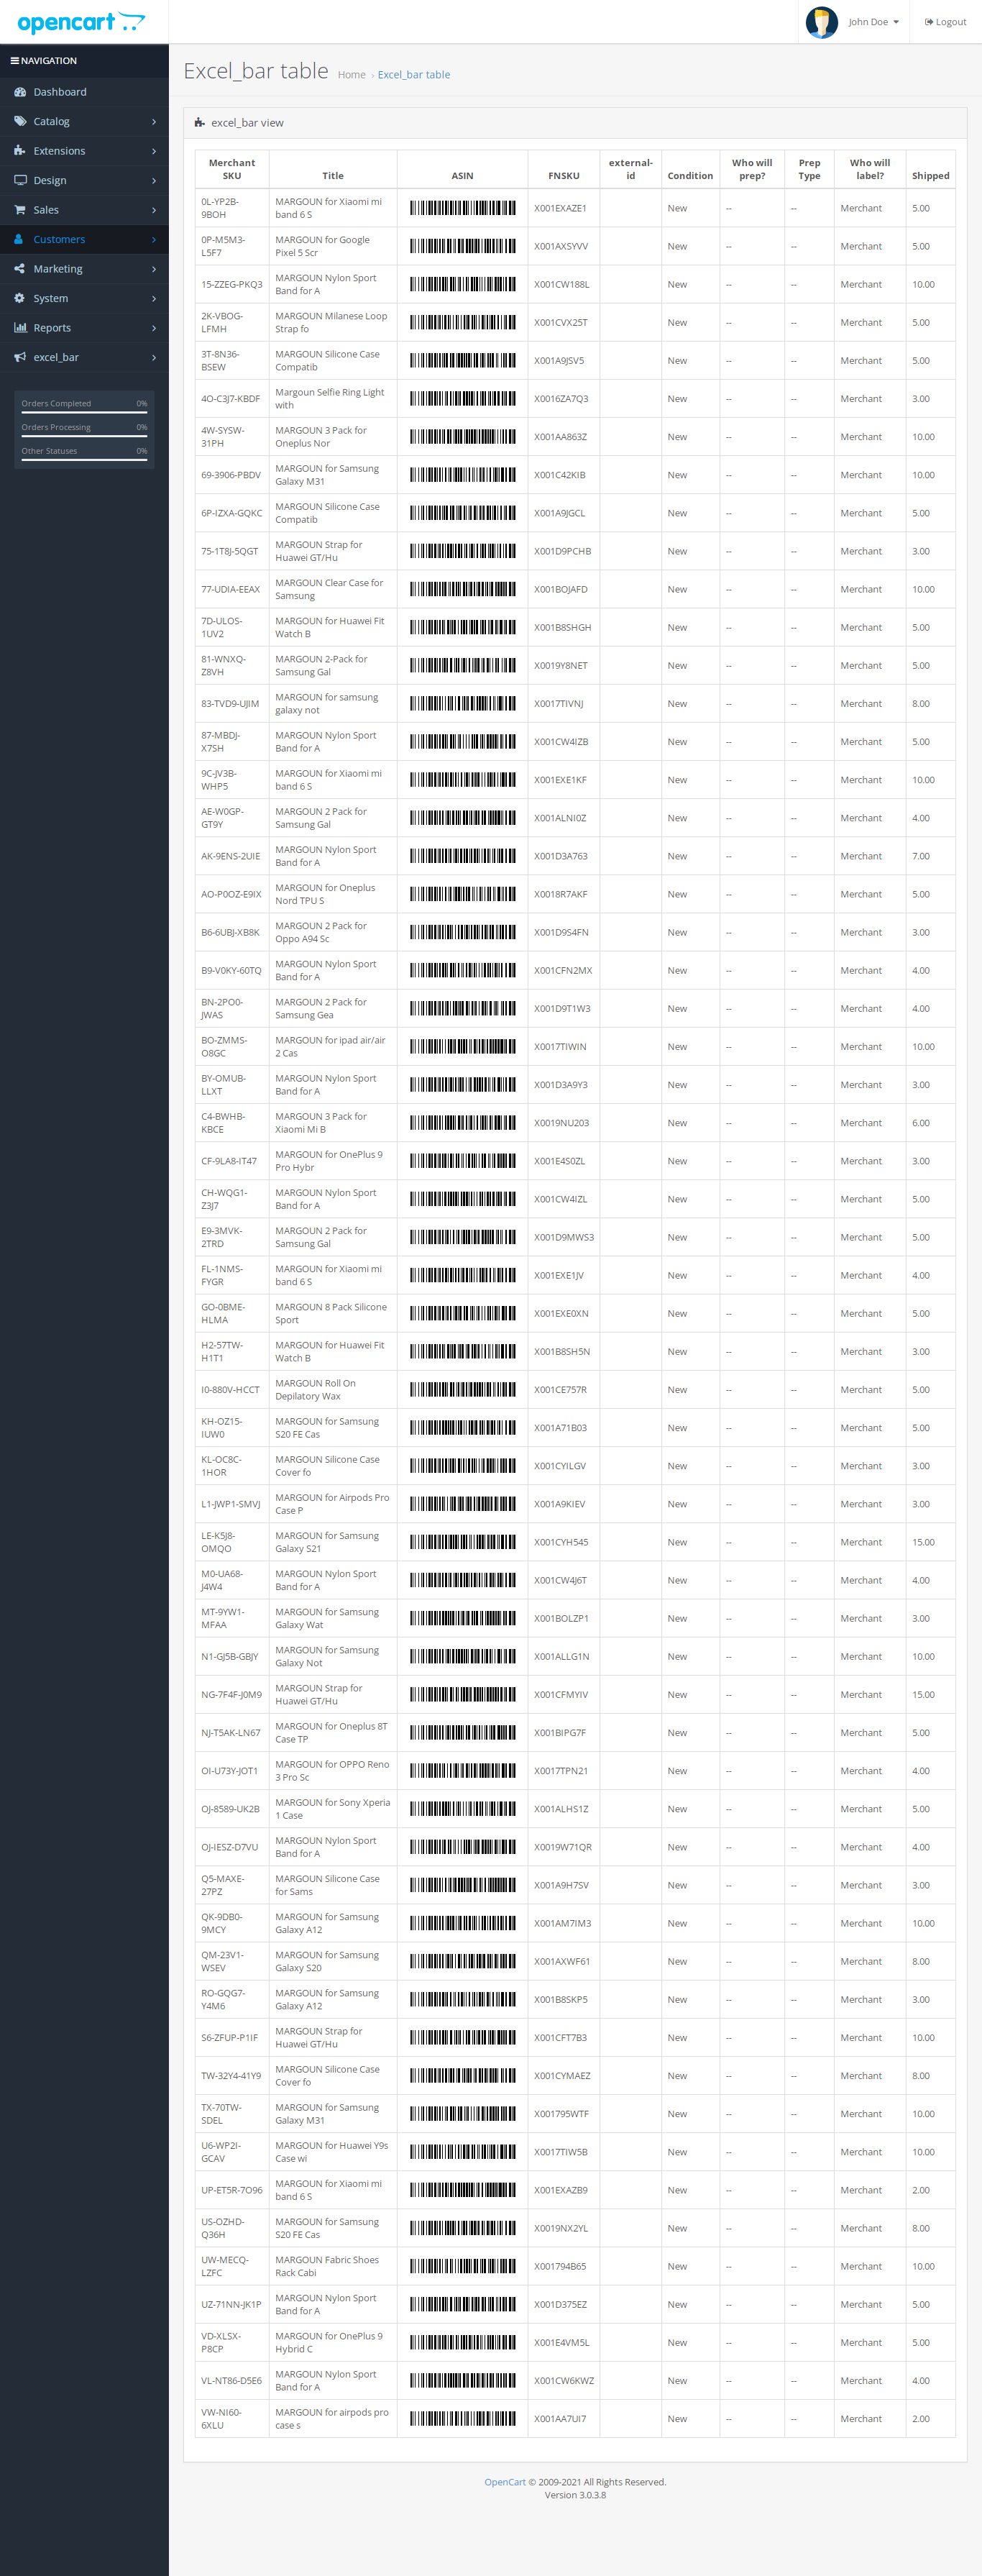 opencart
John Doe
Logout
NAVIGATION
Dashboard
Catalog
Extensions
Design
Sales
Customers
Marketing
System
Reports
excel_bar
Orders Completed 0%
Orders Processing 0%
Other Statuses 0%
Excel_bar table Home › Excel_bar table
excel_bar view
Merchant SKU Title ASIN FNSKU external-id Condition Who will prep? Prep Type Who will label? Shipped
0L-YP2B-9BOH MARGOUN for Xiaomi mi band 6 S X001EXAZE1 New -- -- Merchant 5.00
0P-M5M3-L5F7 MARGOUN for Google Pixel 5 Scr X001AXSYVV New -- -- Merchant 5.00
15-ZZEG-PKQ3 MARGOUN Nylon Sport Band for A X001CW188L New -- -- Merchant 10.00
2K-VBOG-LFMH MARGOUN Milanese Loop Strap fo X001CVX25T New -- -- Merchant 5.00
3T-8N36-BSEW MARGOUN Silicone Case Compatib X001A9JSV5 New -- -- Merchant 5.00
4O-C3J7-KBDF Margoun Selfie Ring Light with X0016ZA7Q3 New -- -- Merchant 3.00
4W-SYSW-31PH MARGOUN 3 Pack for Oneplus Nor X001AA863Z New -- -- Merchant 10.00
69-3906-PBDV MARGOUN for Samsung Galaxy M31 X001C42KIB New -- -- Merchant 10.00
6P-IZXA-GQKC MARGOUN Silicone Case Compatib X001A9JGCL New -- -- Merchant 5.00
75-1T8J-5QGT MARGOUN Strap for Huawei GT/Hu X001D9PCHB New -- -- Merchant 3.00
77-UDIA-EEAX MARGOUN Clear Case for Samsung X001BOJAFD New -- -- Merchant 10.00
7D-ULOS-1UV2 MARGOUN for Huawei Fit Watch B X001B8SHGH New -- -- Merchant 5.00
81-WNXQ-Z8VH MARGOUN 2-Pack for Samsung Gal X0019Y8NET New -- -- Merchant 5.00
83-TVD9-UJIM MARGOUN for samsung galaxy not X0017TIVNJ New -- -- Merchant 8.00
87-MBDJ-X7SH MARGOUN Nylon Sport Band for A X001CW4IZB New -- -- Merchant 5.00
9C-JV3B-WHP5 MARGOUN for Xiaomi mi band 6 S X001EXE1KF New -- -- Merchant 10.00
AE-W0GP-GT9Y MARGOUN 2 Pack for Samsung Gal X001ALNI0Z New -- -- Merchant 4.00
AK-9ENS-2UIE MARGOUN Nylon Sport Band for A X001D3A763 New -- -- Merchant 7.00
AO-P0OZ-E9IX MARGOUN for Oneplus Nord TPU S X0018R7AKF New -- -- Merchant 5.00
B6-6UBJ-XB8K MARGOUN 2 Pack for Oppo A94 Sc X001D9S4FN New -- -- Merchant 3.00
B9-V0KY-60TQ MARGOUN Nylon Sport Band for A X001CFN2MX New -- -- Merchant 4.00
BN-2PO0-JWAS MARGOUN 2 Pack for Samsung Gea X001D9T1W3 New -- -- Merchant 4.00
BO-ZMMS-O8GC MARGOUN for ipad air/air 2 Cas X0017TIWIN New -- -- Merchant 10.00
BY-OMUB-LLXT MARGOUN Nylon Sport Band for A X001D3A9Y3 New -- -- Merchant 3.00
C4-BWHB-KBCE MARGOUN 3 Pack for Xiaomi Mi B X0019NU203 New -- -- Merchant 6.00
CF-9LA8-IT47 MARGOUN for OnePlus 9 Pro Hybr X001E4S0ZL New -- -- Merchant 3.00
CH-WQG1-Z3J7 MARGOUN Nylon Sport Band for A X001CW4IZL New -- -- Merchant 5.00
E9-3MVK-2TRD MARGOUN 2 Pack for Samsung Gal X001D9MWS3 New -- -- Merchant 5.00
FL-1NMS-FYGR MARGOUN for Xiaomi mi band 6 S X001EXE1JV New -- -- Merchant 4.00
GO-0BME-HLMA MARGOUN 8 Pack Silicone Sport X001EXE0XN New -- -- Merchant 5.00
H2-57TW-H1T1 MARGOUN for Huawei Fit Watch B X001B8SH5N New -- -- Merchant 3.00
I0-880V-HCCT MARGOUN Roll On Depilatory Wax X001CE757R New -- -- Merchant 5.00
KH-OZ15-IUW0 MARGOUN for Samsung S20 FE Cas X001A71B03 New -- -- Merchant 5.00
KL-OC8C-1HOR MARGOUN Silicone Case Cover fo X001CYILGV New -- -- Merchant 3.00
L1-JWP1-SMVJ MARGOUN for Airpods Pro Case P X001A9KIEV New -- -- Merchant 3.00
LE-K5J8-OMQO MARGOUN for Samsung Galaxy S21 X001CYH545 New -- -- Merchant 15.00
M0-UA68-J4W4 MARGOUN Nylon Sport Band for A X001CW4J6T New -- -- Merchant 4.00
MT-9YW1-MFAA MARGOUN for Samsung Galaxy Wat X001BOLZP1 New -- -- Merchant 3.00
N1-GJ5B-GBJY MARGOUN for Samsung Galaxy Not X001ALLG1N New -- -- Merchant 10.00
NG-7F4F-J0M9 MARGOUN Strap for Huawei GT/Hu X001CFMYIV New -- -- Merchant 15.00
NJ-T5AK-LN67 MARGOUN for Oneplus 8T Case TP X001BIPG7F New -- -- Merchant 5.00
OI-U73Y-JOT1 MARGOUN for OPPO Reno 3 Pro Sc X0017TPN21 New -- -- Merchant 4.00
OJ-8589-UK2B MARGOUN for Sony Xperia 1 Case X001ALHS1Z New -- -- Merchant 5.00
OJ-IESZ-D7VU MARGOUN Nylon Sport Band for A X0019W71QR New -- -- Merchant 4.00
Q5-MAXE-27PZ MARGOUN Silicone Case for Sams X001A9H7SV New -- -- Merchant 3.00
QK-9DB0-9MCY MARGOUN for Samsung Galaxy A12 X001AM7IM3 New -- -- Merchant 10.00
QM-23V1-WSEV MARGOUN for Samsung Galaxy S20 X001AXWF61 New -- -- Merchant 8.00
RO-GQG7-Y4M6 MARGOUN for Samsung Galaxy A12 X001B8SKP5 New -- -- Merchant 3.00
S6-ZFUP-P1IF MARGOUN Strap for Huawei GT/Hu X001CFT7B3 New -- -- Merchant 10.00
TW-32Y4-41Y9 MARGOUN Silicone Case Cover fo X001CYMAEZ New -- -- Merchant 8.00
TX-70TW-SDEL MARGOUN for Samsung Galaxy M31 X001795WTF New -- -- Merchant 10.00
U6-WP2I-GCAV MARGOUN for Huawei Y9s Case wi X0017TIW5B New -- -- Merchant 10.00
UP-ET5R-7O96 MARGOUN for Xiaomi mi band 6 S X001EXAZB9 New -- -- Merchant 2.00
US-OZHD-Q36H MARGOUN for Samsung S20 FE Cas X0019NX2YL New -- -- Merchant 8.00
UW-MECQ-LZFC MARGOUN Fabric Shoes Rack Cabi X001794B65 New -- -- Merchant 10.00
UZ-71NN-JK1P MARGOUN Nylon Sport Band for A X001D375EZ New -- -- Merchant 5.00
VD-XLSX-P8CP MARGOUN for OnePlus 9 Hybrid C X001E4VM5L New -- -- Merchant 5.00
VL-NT86-D5E6 MARGOUN Nylon Sport Band for A X001CW6KWZ New -- -- Merchant 4.00
VW-NI60-6XLU MARGOUN for airpods pro case s X001AA7UI7 New -- -- Merchant 2.00
OpenCart © 2009-2021 All Rights Reserved.
Version 3.0.3.8